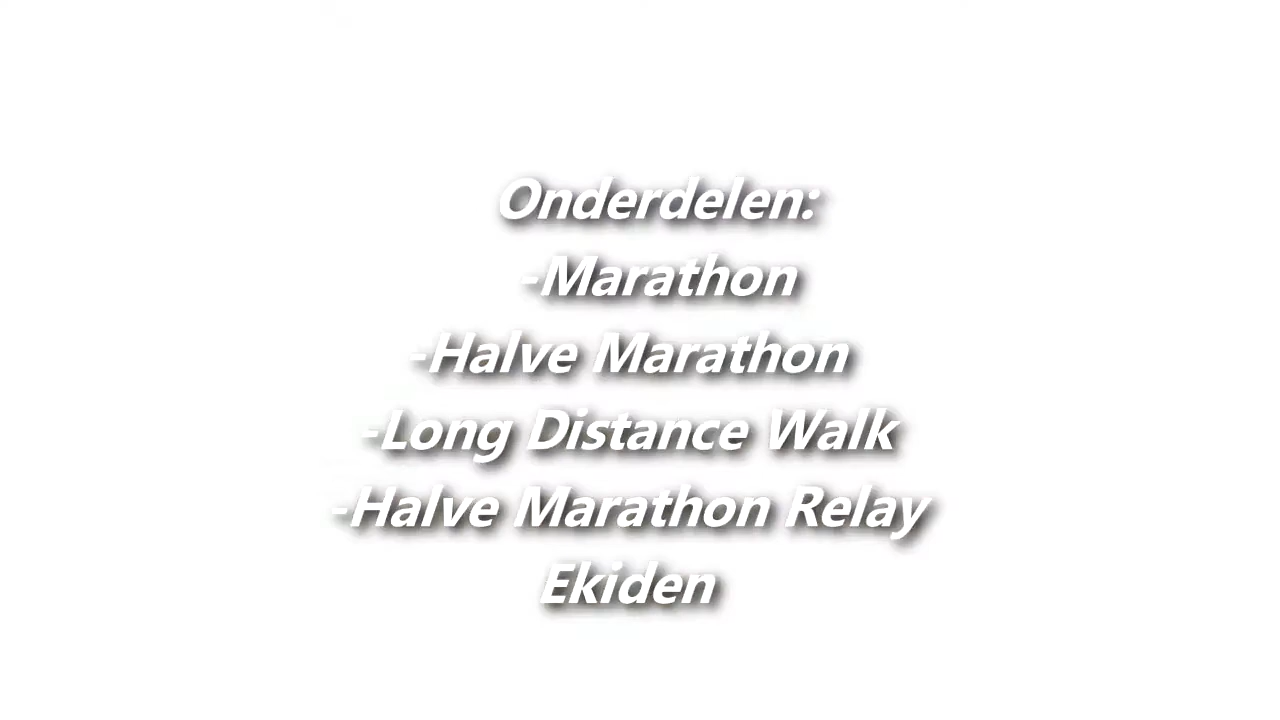 Onderdelen:
-Marathon
-Halve Marathon
-Long Distance Walk
-Halve Marathon Relay
Ekiden